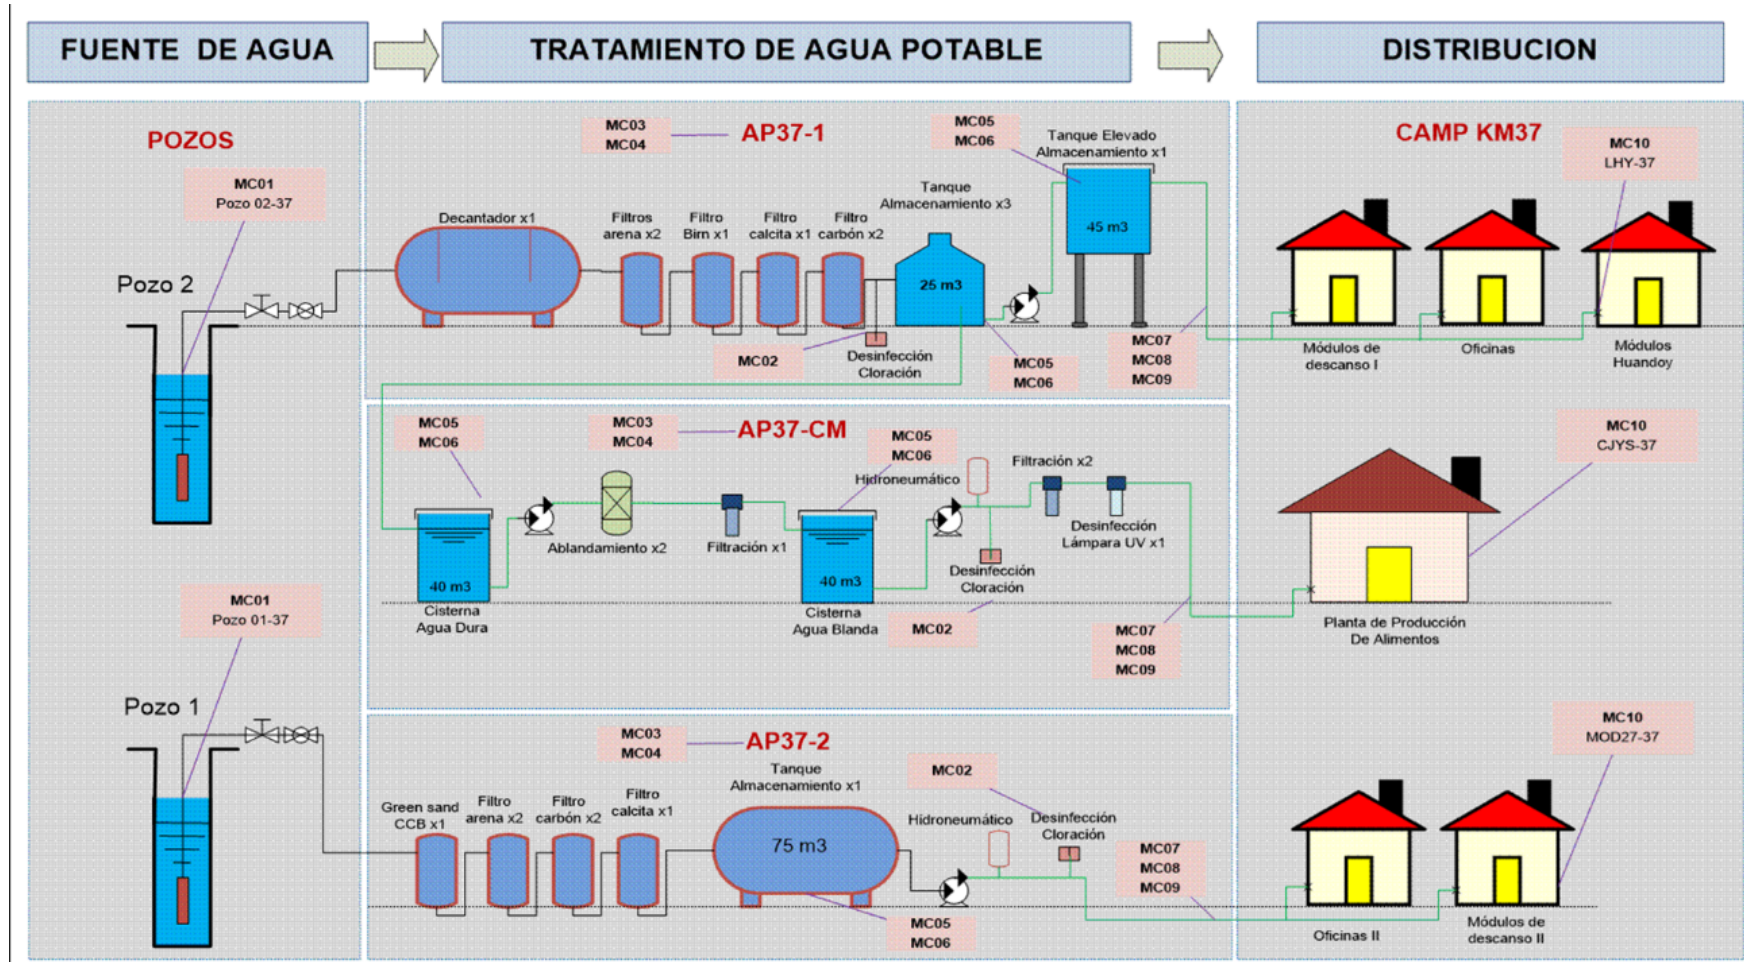 FUENTE DE AGUA
TRATAMIENTO DE AGUA POTABLE
DISTRIBUCION
POZOS
MC01
Pozo 02-37
Pozo 2
MC01
Pozo 01-37
Pozo 1
MC03
MC04
AP37-1
MC05
MC06
Tanque Elevado
Almacenamiento x1
Tanque
Almacenamiento x3
Decantador x1
Filtros
arena x2
Filtro
Birn x1
Filtro
calcita x1
Filtro
carbón x2
45 m3
25 m3
MC02
Desinfección
Cloración
MC05
MC06
MC07
MC08
MC09
MC05
MC06
MC03
MC04
AP37-CM
MC05
MC06
Hidroneumático
Filtración x2
Ablandamiento x2
Filtración x1
Desinfección
Lámpara UV x1
40 m3
40 m3
Desinfección
Cloración
Cisterna
Agua Dura
Cisterna
Agua Blanda
MC02
MC07
MC08
MC09
MC03
MC04
AP37-2
Tanque
Almacenamiento x1
MC02
Green sand
CCB x1
Filtro
arena x2
Filtro
carbón x2
Filtro
calcita x1
75 m3
Hidroneumático
Desinfección
Cloración
MC07
MC08
MC09
MC05
MC06
CAMP KM37
MC10
LHY-37
Módulos de
descanso I
Oficinas
Módulos
Huandoy
MC10
CJYS-37
Planta de Producción
De Alimentos
MC10
MOD27-37
Oficinas II
Módulos de
descanso II